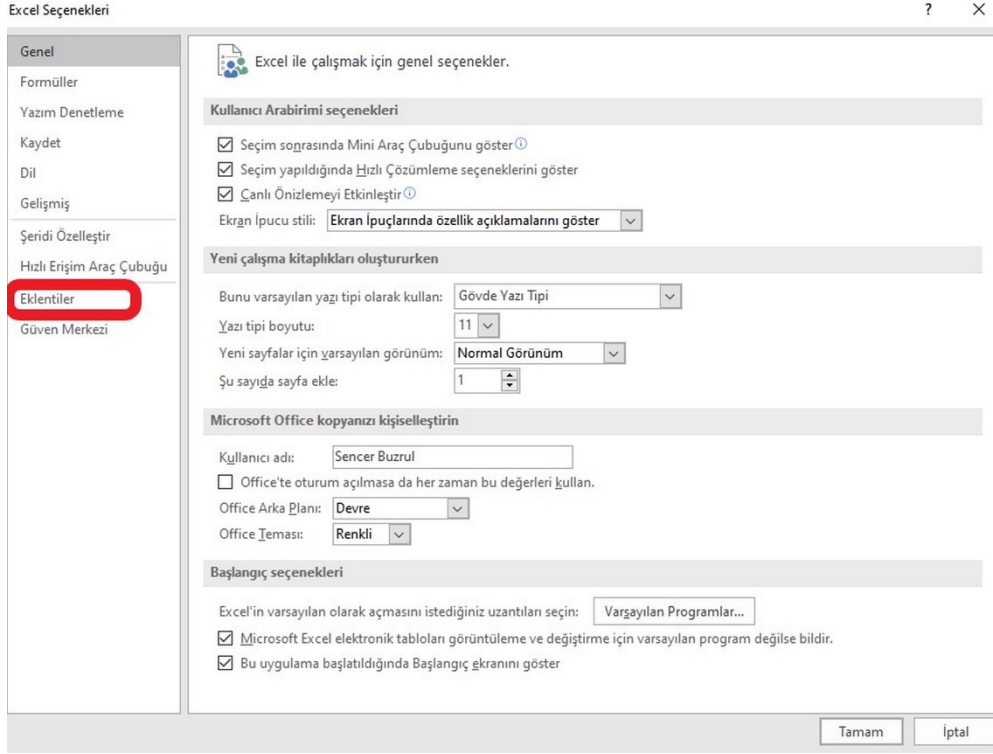 Excel Seçenekleri
?
Genel
Formüller
Yazım Denetleme
Kaydet
Dil
Gelişmiş
Şeridi Özelleştir
Hızlı Erişim Araç Çubuğu
Eklentiler
Güven Merkezi
Excel ile çalışmak için genel seçenekler.
Kullanıcı Arabirimi seçenekleri
Seçim sonrasında Mini Araç Çubuğunu göster
Seçim yapıldığında Hızlı Çözümleme seçeneklerini göster
Canlı Önizlemeyi Etkinleştir
Ekran İpucu stili: Ekran İpuçlarında özellik açıklamalarını göster
Yeni çalışma kitaplıkları oluştururken
Bunu varsayılan yazı tipi olarak kullan: Gövde Yazı Tipi
Yazı tipi boyutu: 11
Yeni sayfalar için varsayılan görünüm: Normal Görünüm
Şu sayıda sayfa ekle: 1
Microsoft Office kopyanızı kişiselleştirin
Kullanıcı adı: Sencer Buzrul
Office'te oturum açılmasa da her zaman bu değerleri kullan.
Office Arka Planı: Devre
Office Teması: Renkli
Başlangıç seçenekleri
Excel'in varsayılan olarak açmasını istediğiniz uzantıları seçin: Varsayılan Programlar...
Microsoft Excel elektronik tabloları görüntüleme ve değiştirme için varsayılan program değilse bildir.
Bu uygulama başlatıldığında Başlangıç ekranını göster
Tamam İptal